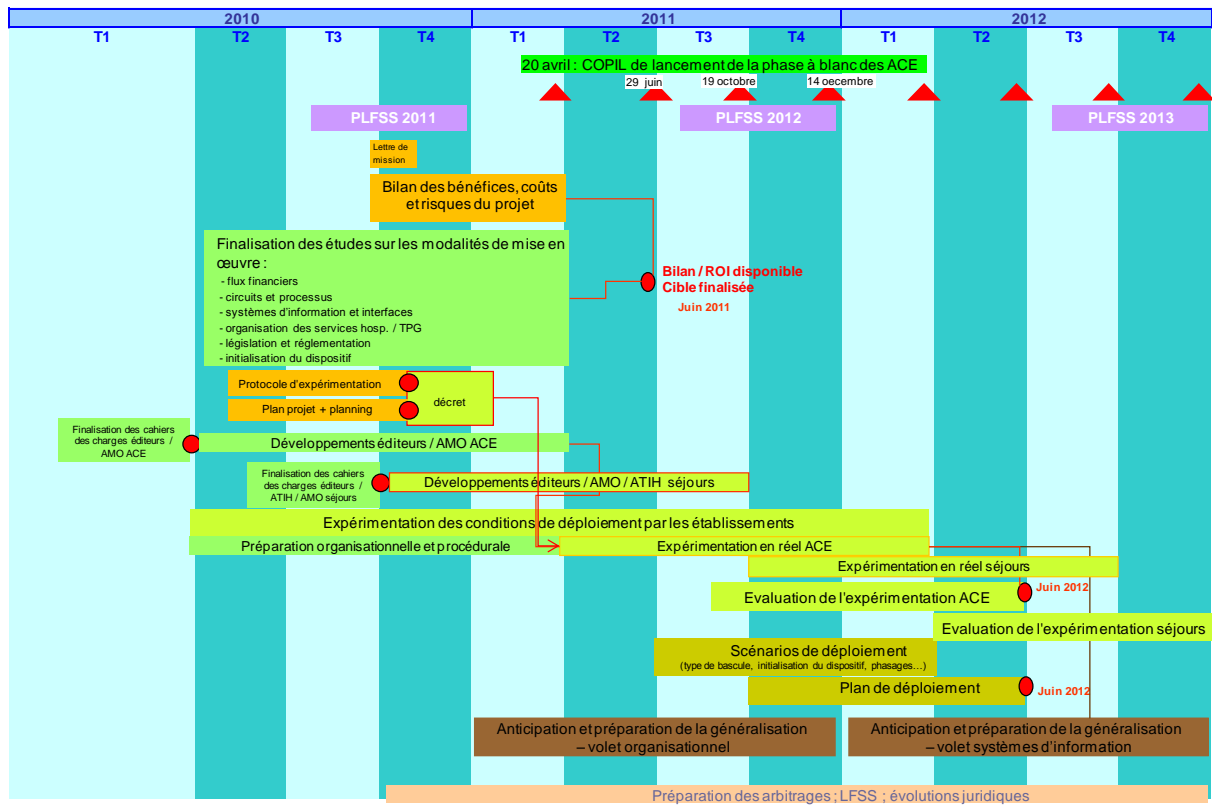 2010
2011
2012
T1
T2
T3
T4
T1
T2
T3
T4
T1
T2
T3
T4
20 avril : COPIL de lancement de la phase à blanc des ACE
29 juin
19 octobre
14 oecembre
PLFSS 2011
PLFSS 2012
PLFSS 2013
Lettre de
mission
Bilan des bénéfices, coûts
et risques du projet
Finalisation des études sur les modalités de mise en
œuvre :
- flux financiers
- circuits et processus
- systèmes d'information et interfaces
- organisation des services hosp. / TPG
- législation et réglementation
- initialisation du dispositif
Bilan / ROI disponible
Cible finalisée
Juin 2011
Protocole d'expérimentation
Plan projet + planning
décret
Finalisation des cahiers
des charges éditeurs /
AMO ACE
Développements éditeurs / AMO ACE
Finalisation des cahiers
des charges éditeurs /
ATIH / AMO séjours
Développements éditeurs / AMO / ATIH séjours
Expérimentation des conditions de déploiement par les établissements
Préparation organisationnelle et procédurale
Expérimentation en réel ACE
Expérimentation en réel séjours
Evaluation de l'expérimentation ACE
Juin 2012
Evaluation de l'expérimentation séjours
Scénarios de déploiement
(type de bascule, initialisation du dispositif, phasages…)
Plan de déploiement
Juin 2012
Anticipation et préparation de la généralisation
– volet organisationnel
Anticipation et préparation de la généralisation
– volet systèmes d'information
Préparation des arbitrages ; LFSS ; évolutions juridiques